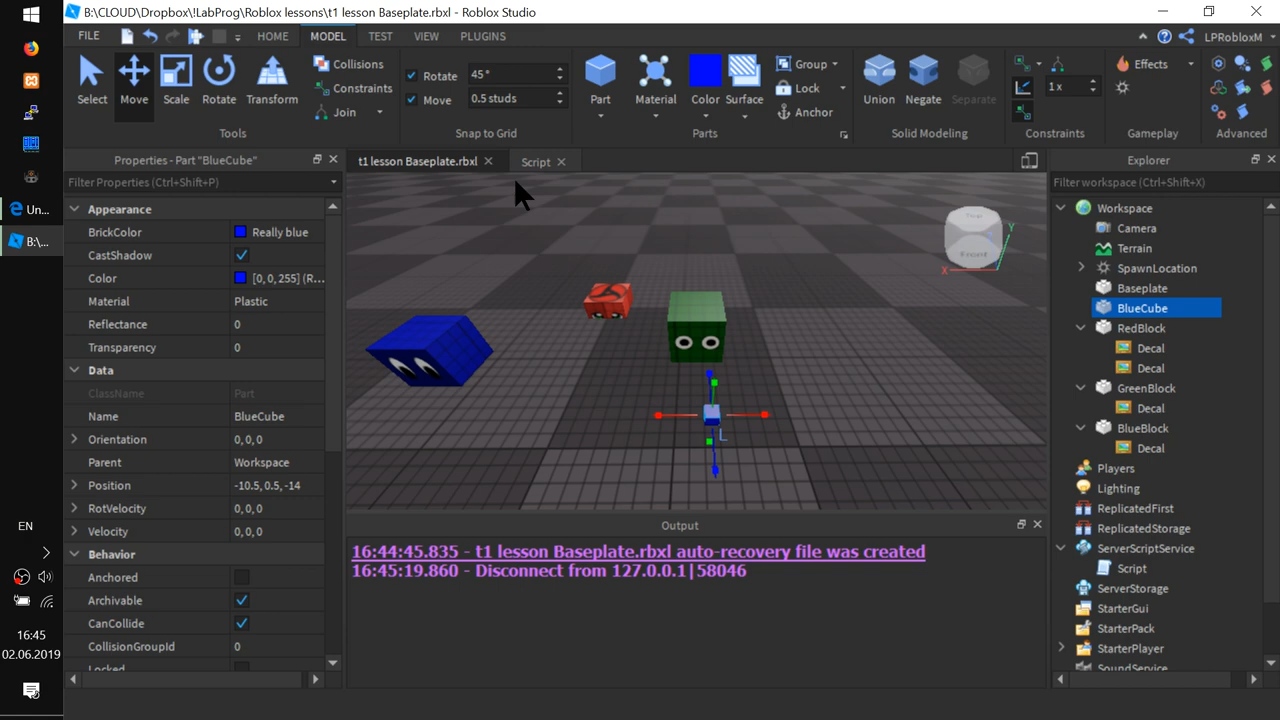 B:\CLOUD\Dropbox\!LabProg\Roblox lessons\t1 lesson Baseplate.rbxl - Roblox Studio
FILE HOME MODEL TEST VIEW PLUGINS LPRobloxM
Select Move Scale Rotate Transform
Collisions
Constraints
Join
Tools
Rotate 45°
Move 0.5 studs
Snap to Grid
Part Material Color Surface
Group
Lock
Anchor
Parts
Union Negate Separate
Solid Modeling
1 x
Constraints
Effects
Gameplay
Advanced
Properties - Part "BlueCube"
Filter Properties (Ctrl+Shift+P)
Appearance
BrickColor Really blue
CastShadow
Color [0, 0, 255] (R...
Material Plastic
Reflectance 0
Transparency 0
Data
ClassName Part
Name BlueCube
Orientation 0, 0, 0
Parent Workspace
Position -10.5, 0.5, -14
RotVelocity 0, 0, 0
Velocity 0, 0, 0
Behavior
Anchored
Archivable
CanCollide
CollisionGroupId 0
Locked
t1 lesson Baseplate.rbxl
Script
Y
X
L
Output
16:44:45.835 - t1 lesson Baseplate.rbxl auto-recovery file was created
16:45:19.860 - Disconnect from 127.0.0.1|58046
Explorer
Filter workspace (Ctrl+Shift+X)
Workspace
Camera
Terrain
SpawnLocation
Baseplate
BlueCube
RedBlock
Decal
Decal
GreenBlock
Decal
BlueBlock
Decal
Players
Lighting
ReplicatedFirst
ReplicatedStorage
ServerScriptService
Script
ServerStorage
StarterGui
StarterPack
StarterPlayer
SoundService
Un...
B:\...
EN
16:45
02.06.2019